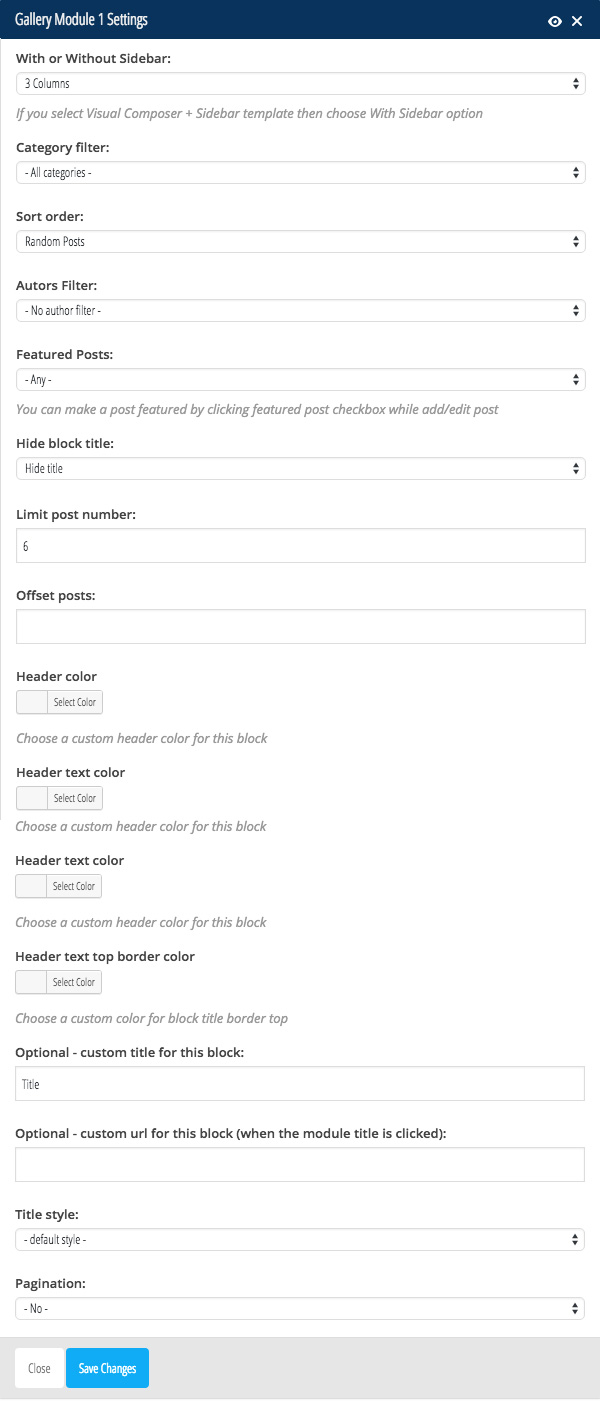 Gallery Module 1 Settings
With or Without Sidebar:
3 Columns
If you select Visual Composer + Sidebar template then choose With Sidebar option
Category filter:
- All categories -
Sort order:
Random Posts
Autors Filter:
- No author filter -
Featured Posts:
- Any -
You can make a post featured by clicking featured post checkbox while add/edit post
Hide block title:
Hide title
Limit post number:
6
Offset posts:
Header color
Select Color
Choose a custom header color for this block
Header text color
Select Color
Choose a custom header color for this block
Header text color
Select Color
Choose a custom header color for this block
Header text top border color
Select Color
Choose a custom color for block title border top
Optional - custom title for this block:
Title
Optional - custom url for this block (when the module title is clicked):
Title style:
- default style -
Pagination:
- No -
Close Save Changes